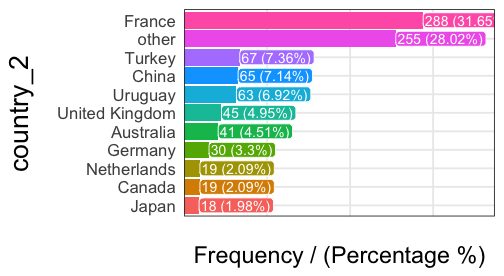 country_2
France 288 (31.65
other 255 (28.02%)
Turkey 67 (7.36%)
China 65 (7.14%)
Uruguay 63 (6.92%)
United Kingdom 45 (4.95%)
Australia 41 (4.51%)
Germany 30 (3.3%)
Netherlands 19 (2.09%)
Canada 19 (2.09%)
Japan 18 (1.98%)
Frequency / (Percentage %)